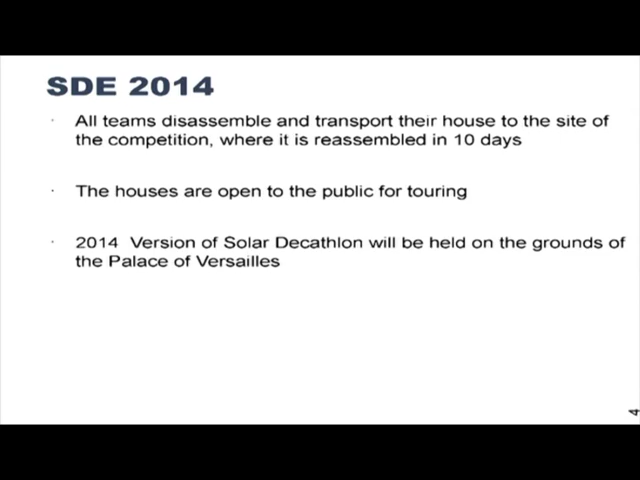 SDE 2014
· All teams disassemble and transport their house to the site of
the competition, where it is reassembled in 10 days
· The houses are open to the public for touring
· 2014 Version of Solar Decathlon will be held on the grounds of
the Palace of Versailles
4